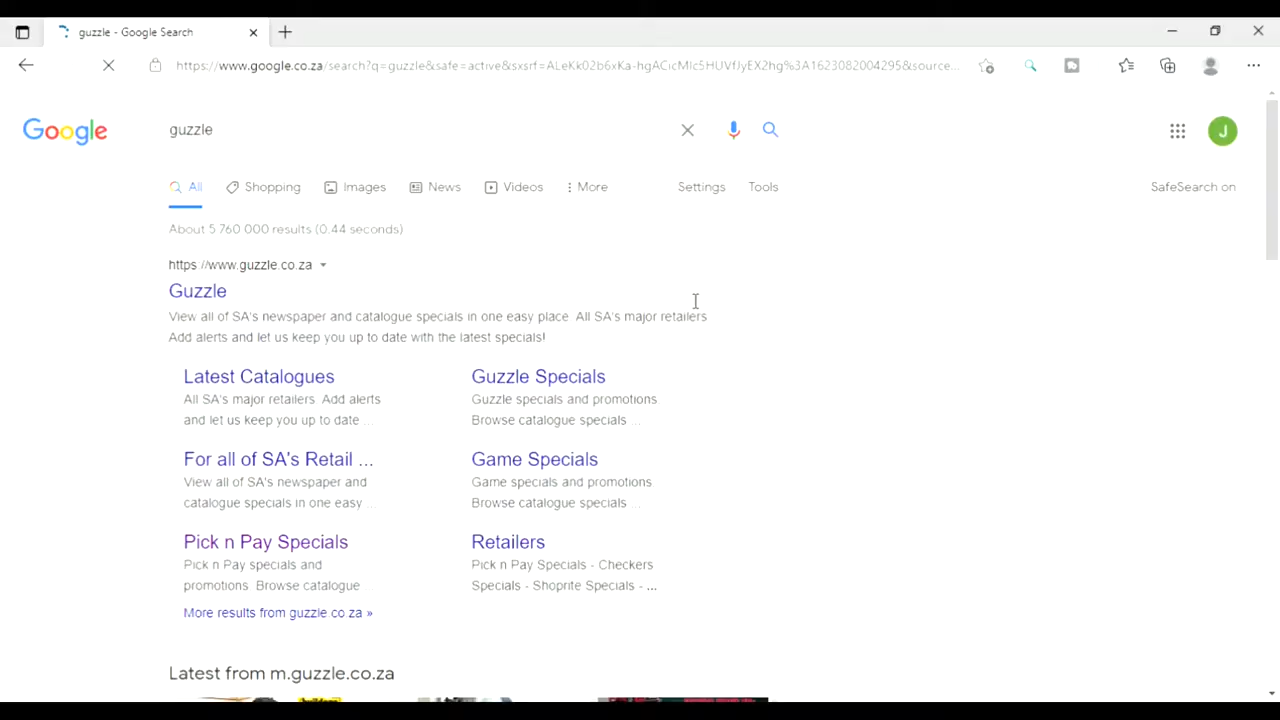 guzzle - Google Search
https://www.google.co.za/search?q=guzzle&safe=active&sxsrf=ALeKk02b6xKa-hgACicMIc5HUVfJyEX2hg%3A1623082004295&source...
Google
guzzle
J
All Shopping Images News Videos More Settings Tools SafeSearch on
About 5 760 000 results (0.44 seconds)
https://www.guzzle.co.za
Guzzle
View all of SA's newspaper and catalogue specials in one easy place All SA's major retailers
Add alerts and let us keep you up to date with the latest specials!
Latest Catalogues
All SA's major retailers Add alerts
and let us keep you up to date ...
Guzzle Specials
Guzzle specials and promotions
Browse catalogue specials ...
For all of SA's Retail ...
View all of SA's newspaper and
catalogue specials in one easy ...
Game Specials
Game specials and promotions
Browse catalogue specials ...
Pick n Pay Specials
Pick n Pay specials and
promotions Browse catalogue
Retailers
Pick n Pay Specials - Checkers
Specials - Shoprite Specials - ...
More results from guzzle.co.za »
Latest from m.guzzle.co.za